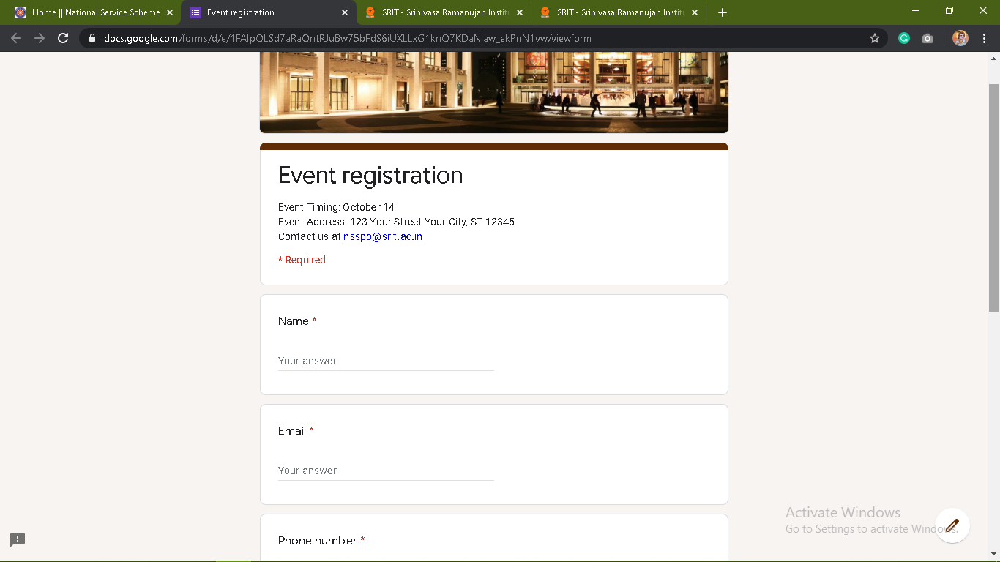 Home || National Service Scheme
Event registration
SRIT - Srinivasa Ramanujan Institu
SRIT - Srinivasa Ramanujan Institu
docs.google.com/forms/d/e/1FAIpQLSd7aRaQntRJuBw75bFdS6iUXLLxG1knQ7KDaNiaw_ekPnN1vw/viewform
Event registration
Event Timing: October 14
Event Address: 123 Your Street Your City, ST 12345
Contact us at nsspo@srit.ac.in
* Required
Name *
Your answer
Email *
Your answer
Phone number *
Activate Windows
Go to Settings to activate Windows.